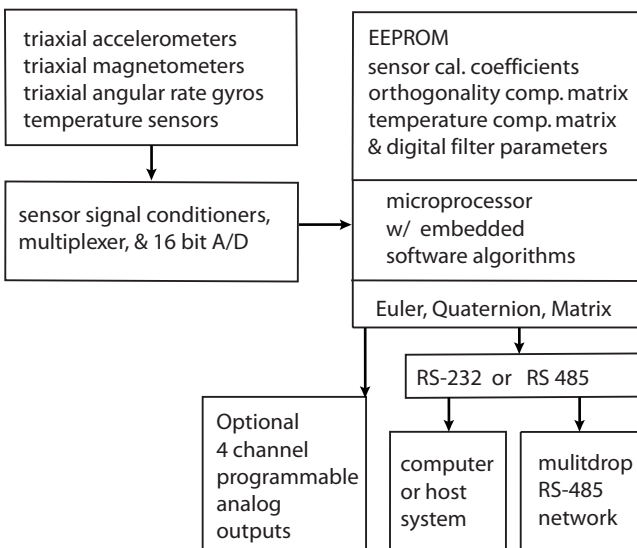 triaxial accelerometers
triaxial magnetometers
triaxial angular rate gyros
temperature sensors
EEPROM
sensor cal. coefficients
orthogonality comp. matrix
temperature comp. matrix
& digital filter parameters
sensor signal conditioners,
multiplexer, & 16 bit A/D
microprocessor
w/ embedded
software algorithms
Euler, Quaternion, Matrix
RS-232 or RS 485
Optional
4 channel
programmable
analog
outputs
computer
or host
system
mulitdrop
RS-485
network